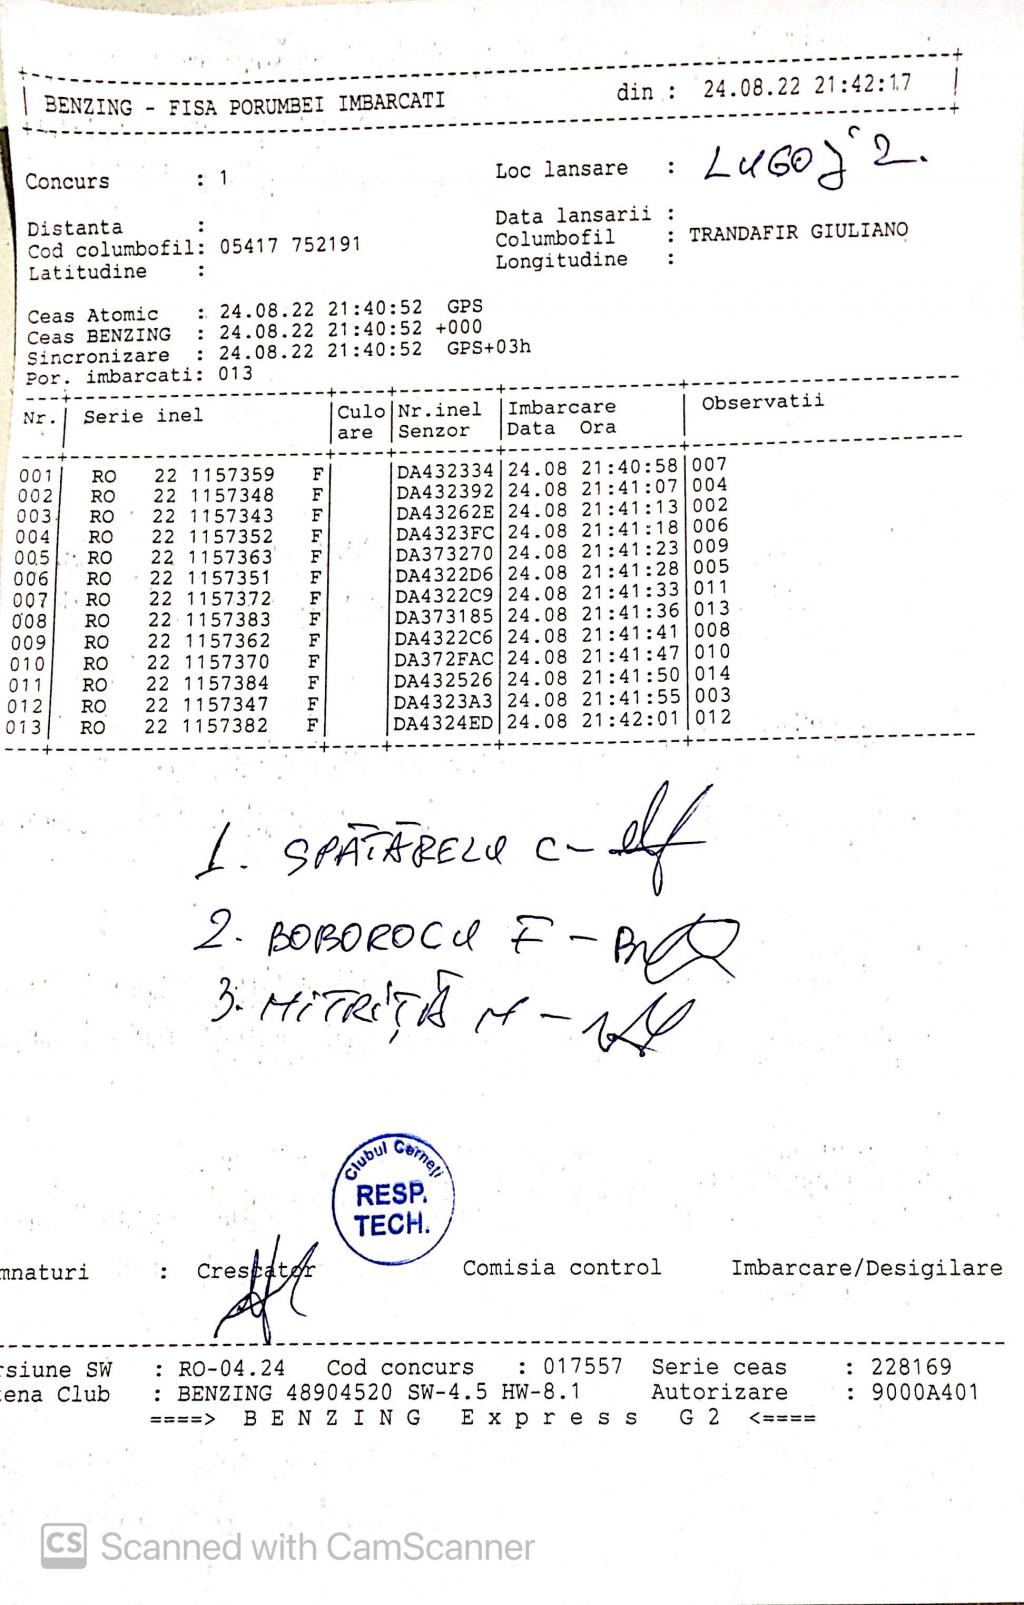 BENZING - FISA PORUMBEI IMBARCATI din : 24.08.22 21:42:17
Concurs : 1 Loc lansare : LUGOJ 2.
Distanta : Data lansarii :
Cod columbofil: 05417 752191 Columbofil : TRANDAFIR GIULIANO
Latitudine : Longitudine :
Ceas Atomic : 24.08.22 21:40:52 GPS
Ceas BENZING : 24.08.22 21:40:52 +000
Sincronizare : 24.08.22 21:40:52 GPS+03h
Por. imbarcati: 013
Nr. Serie inel Culo Nr.inel Imbarcare Observatii
are Senzor Data Ora
001 RO 22 1157359 F DA432334 24.08 21:40:58 007
002 RO 22 1157348 F DA432392 24.08 21:41:07 004
003 RO 22 1157343 F DA43262E 24.08 21:41:13 002
004 RO 22 1157352 F DA4323FC 24.08 21:41:18 006
005 RO 22 1157363 F DA373270 24.08 21:41:23 009
006 RO 22 1157351 F DA4322D6 24.08 21:41:28 005
007 RO 22 1157372 F DA4322C9 24.08 21:41:33 011
008 RO 22 1157383 F DA373185 24.08 21:41:36 013
009 RO 22 1157362 F DA4322C6 24.08 21:41:41 008
010 RO 22 1157370 F DA372FAC 24.08 21:41:47 010
011 RO 22 1157384 F DA432526 24.08 21:41:50 014
012 RO 22 1157347 F DA4323A3 24.08 21:41:55 003
013 RO 22 1157382 F DA4324ED 24.08 21:42:01 012
1. SPĂTĂRELU C-
2. BOBOROCU F -
3. MITRIȚĂ M -
Clubul Cerneți
RESP.
TECH.
mnaturi : Crescator Comisia control Imbarcare/Desigilare
rsiune SW : RO-04.24 Cod concurs : 017557 Serie ceas : 228169
tena Club : BENZING 48904520 SW-4.5 HW-8.1 Autorizare : 9000A401
====> B E N Z I N G E x p r e s s G 2 <====
CS Scanned with CamScanner